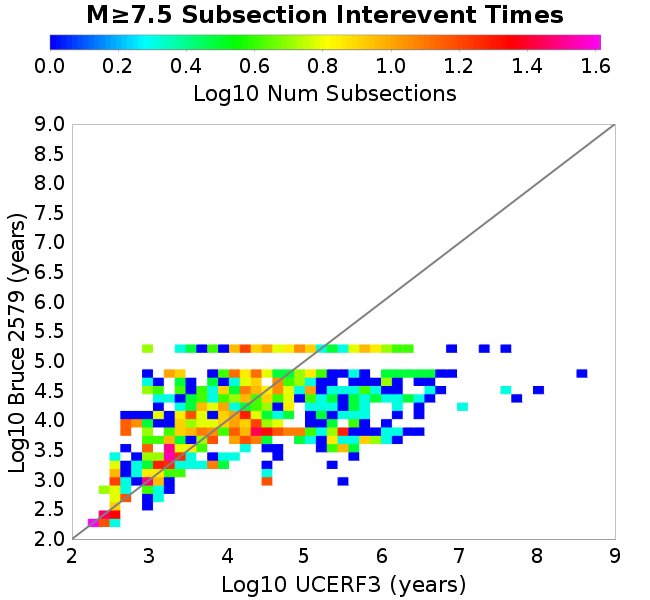 M≥7.5 Subsection Interevent Times
0.0 0.2 0.4 0.6 0.8 1.0 1.2 1.4 1.6
Log10 Num Subsections
Log10 Bruce 2579 (years)
9.0
8.5
8.0
7.5
7.0
6.5
6.0
5.5
5.0
4.5
4.0
3.5
3.0
2.5
2.0
2 3 4 5 6 7 8 9
Log10 UCERF3 (years)